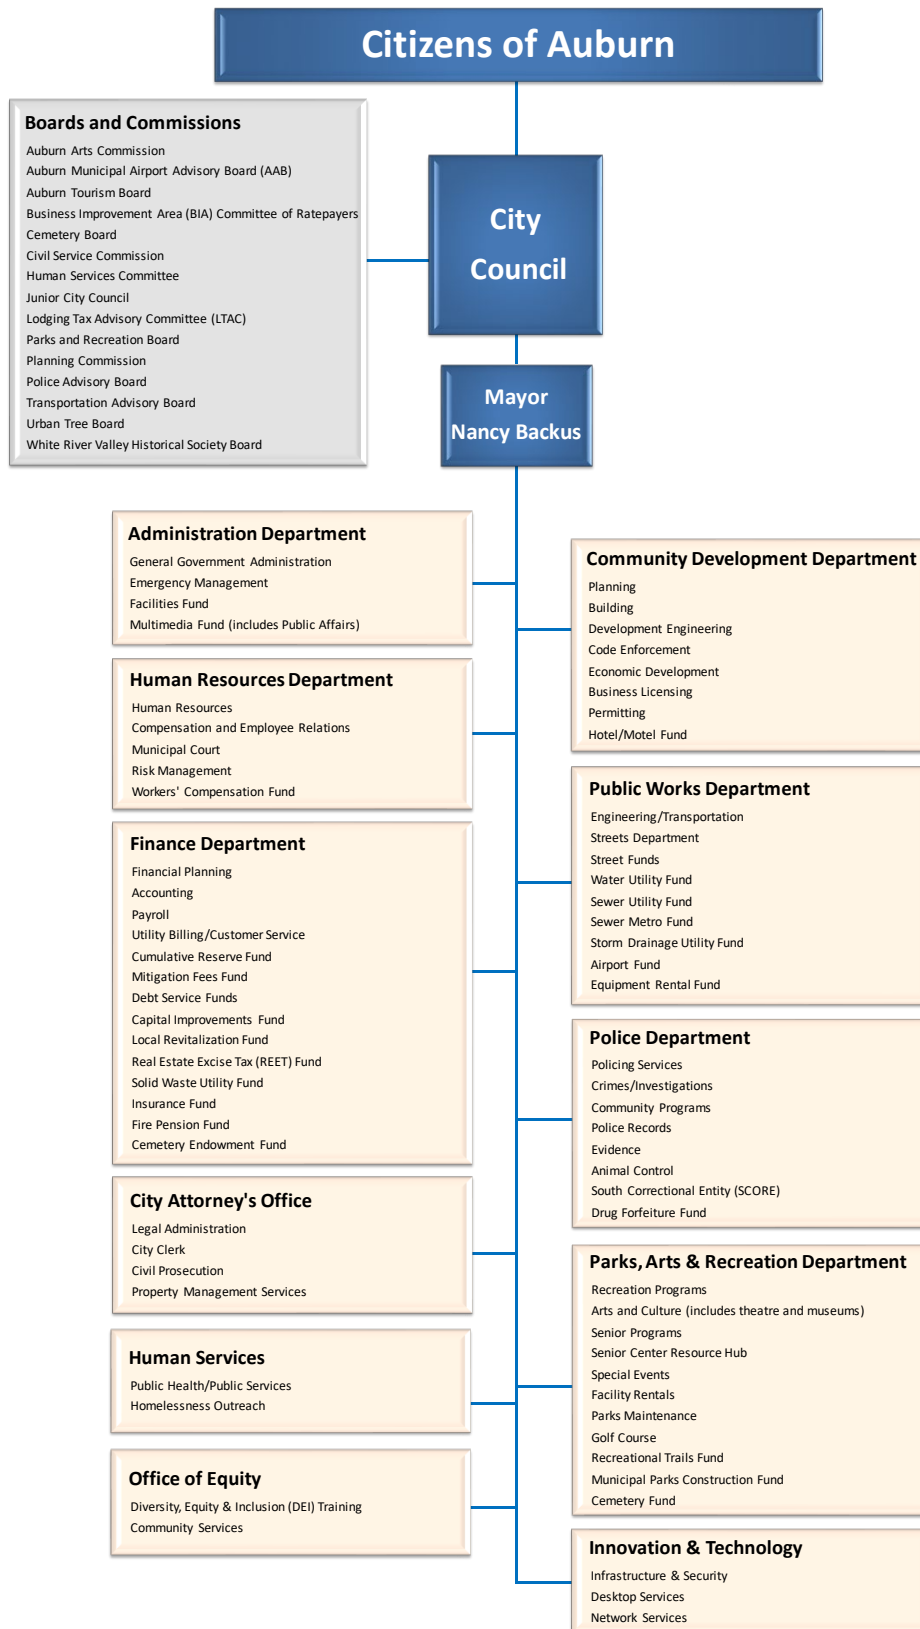 Citizens of Auburn
Boards and Commissions
Auburn Arts Commission
Auburn Municipal Airport Advisory Board (AAB)
Auburn Tourism Board
Business Improvement Area (BIA) Committee of Ratepayers
Cemetery Board
Civil Service Commission
Human Services Committee
Junior City Council
Lodging Tax Advisory Committee (LTAC)
Parks and Recreation Board
Planning Commission
Police Advisory Board
Transportation Advisory Board
Urban Tree Board
White River Valley Historical Society Board
City
Council
Mayor
Nancy Backus
Administration Department
General Government Administration
Emergency Management
Facilities Fund
Multimedia Fund (includes Public Affairs)
Human Resources Department
Human Resources
Compensation and Employee Relations
Municipal Court
Risk Management
Workers' Compensation Fund
Finance Department
Financial Planning
Accounting
Payroll
Utility Billing/Customer Service
Cumulative Reserve Fund
Mitigation Fees Fund
Debt Service Funds
Capital Improvements Fund
Local Revitalization Fund
Real Estate Excise Tax (REET) Fund
Solid Waste Utility Fund
Insurance Fund
Fire Pension Fund
Cemetery Endowment Fund
City Attorney's Office
Legal Administration
City Clerk
Civil Prosecution
Property Management Services
Human Services
Public Health/Public Services
Homelessness Outreach
Office of Equity
Diversity, Equity & Inclusion (DEI) Training
Community Services
Community Development Department
Planning
Building
Development Engineering
Code Enforcement
Economic Development
Business Licensing
Permitting
Hotel/Motel Fund
Public Works Department
Engineering/Transportation
Streets Department
Street Funds
Water Utility Fund
Sewer Utility Fund
Sewer Metro Fund
Storm Drainage Utility Fund
Airport Fund
Equipment Rental Fund
Police Department
Policing Services
Crimes/Investigations
Community Programs
Police Records
Evidence
Animal Control
South Correctional Entity (SCORE)
Drug Forfeiture Fund
Parks, Arts & Recreation Department
Recreation Programs
Arts and Culture (includes theatre and museums)
Senior Programs
Senior Center Resource Hub
Special Events
Facility Rentals
Parks Maintenance
Golf Course
Recreational Trails Fund
Municipal Parks Construction Fund
Cemetery Fund
Innovation & Technology
Infrastructure & Security
Desktop Services
Network Services